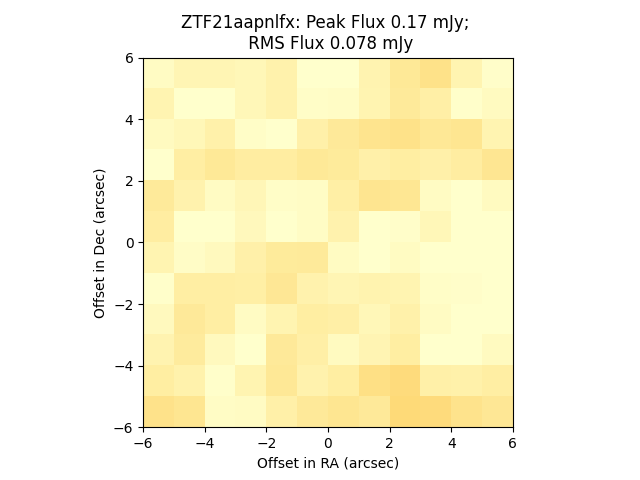 ZTF21aapnlfx: Peak Flux 0.17 mJy;
RMS Flux 0.078 mJy
6
4
2
0
−2
−4
−6
Offset in Dec (arcsec)
−6 −4 −2 0 2 4 6
Offset in RA (arcsec)